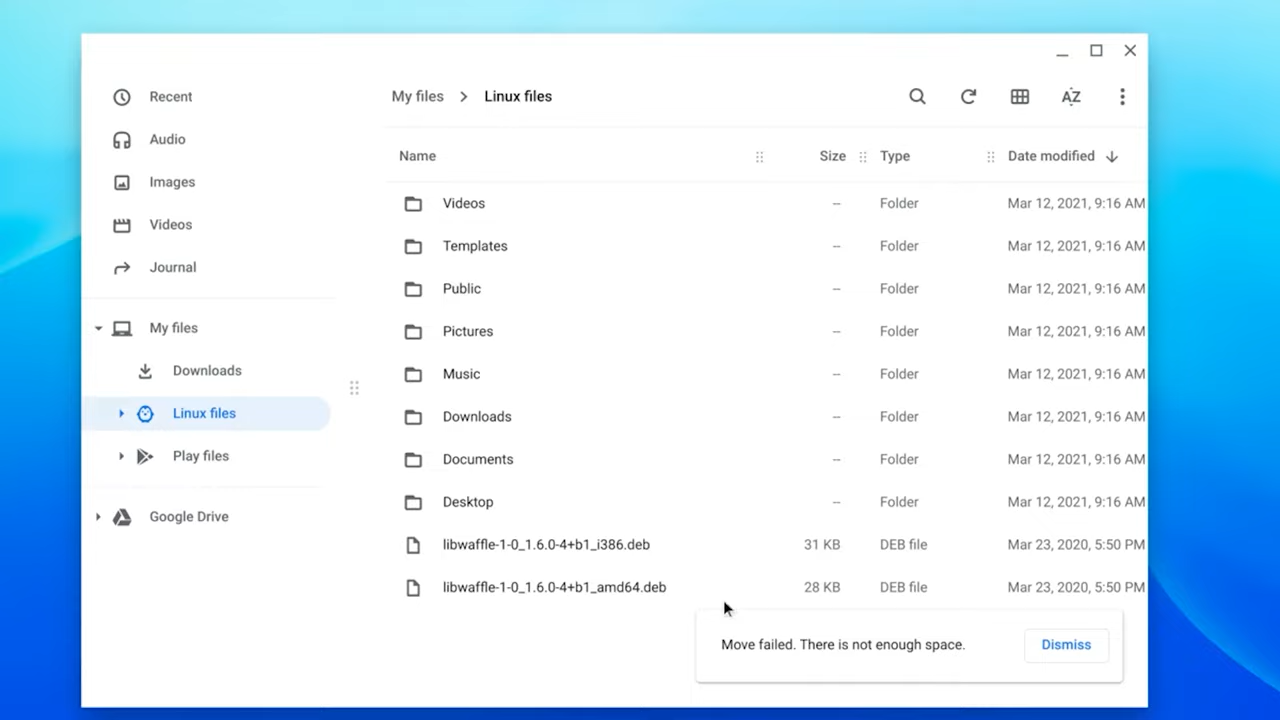 Recent
Audio
Images
Videos
Journal
My files
Downloads
Linux files
Play files
Google Drive
My files Linux files AZ
Name Size Type Date modified
Videos -- Folder Mar 12, 2021, 9:16 AM
Templates -- Folder Mar 12, 2021, 9:16 AM
Public -- Folder Mar 12, 2021, 9:16 AM
Pictures -- Folder Mar 12, 2021, 9:16 AM
Music -- Folder Mar 12, 2021, 9:16 AM
Downloads -- Folder Mar 12, 2021, 9:16 AM
Documents -- Folder Mar 12, 2021, 9:16 AM
Desktop -- Folder Mar 12, 2021, 9:16 AM
libwaffle-1-0_1.6.0-4+b1_i386.deb 31 KB DEB file Mar 23, 2020, 5:50 PM
libwaffle-1-0_1.6.0-4+b1_amd64.deb 28 KB DEB file Mar 23, 2020, 5:50 PM
Move failed. There is not enough space. Dismiss